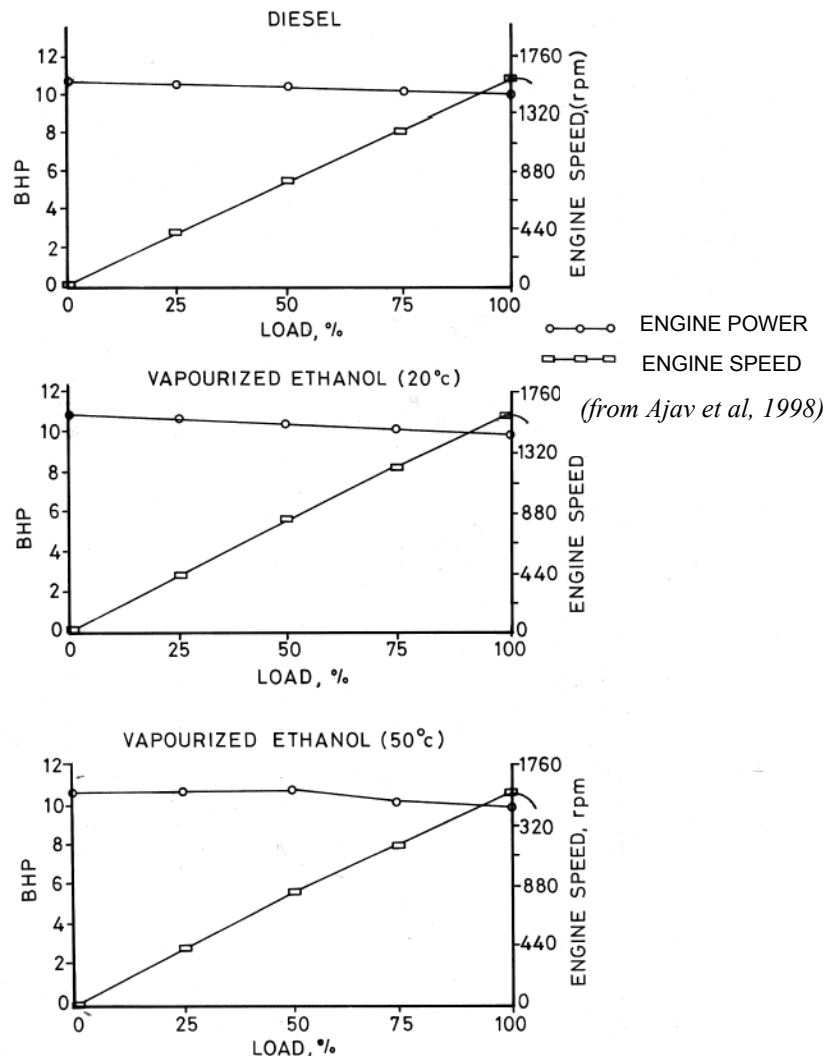 DIESEL
12
10
8
6
4
2
0
BHP
1760
1320
880
440
0
ENGINE SPEED,(rpm)
0 25 50 75 100
LOAD, %
ENGINE POWER
ENGINE SPEED
(from Ajav et al, 1998)
VAPOURIZED ETHANOL (20°c)
12
10
8
6
4
2
0
BHP
1760
1320
880
440
0
ENGINE SPEED
0 25 50 75 100
LOAD, %
VAPOURIZED ETHANOL (50°c)
12
10
8
6
4
2
0
BHP
1760
320
880
440
0
ENGINE SPEED, rpm
0 25 50 75 100
LOAD, %